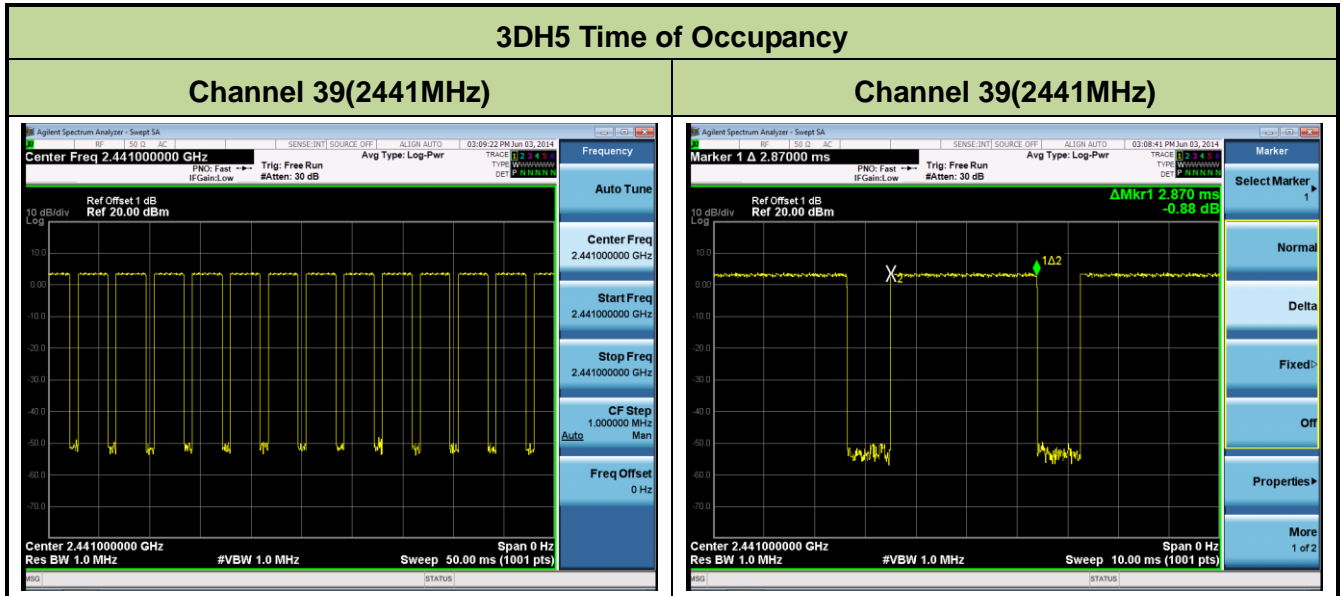 3DH5 Time of Occupancy
Channel 39(2441MHz)
Channel 39(2441MHz)
Agilent Spectrum Analyzer - Swept SA
RF 50 Ω AC SENSE:INT SOURCE OFF ALIGN AUTO 03:09:22 PM Jun 03, 2014
Center Freq 2.441000000 GHz
PNO: Fast
IFGain:Low
Trig: Free Run
#Atten: 30 dB
Avg Type: Log-Pwr
TRACE 1 2 3 4 5 6
TYPE
DET P N N N N N
Ref Offset 1 dB
10 dB/div Ref 20.00 dBm
Log
10.0
0.00
-10.0
-20.0
-30.0
-40.0
-50.0
-60.0
-70.0
Center 2.441000000 GHz Span 0 Hz
Res BW 1.0 MHz #VBW 1.0 MHz Sweep 50.00 ms (1001 pts)
MSG STATUS
Frequency
Auto Tune
Center Freq
2.441000000 GHz
Start Freq
2.441000000 GHz
Stop Freq
2.441000000 GHz
CF Step
1.000000 MHz
Auto Man
Freq Offset
0 Hz
Agilent Spectrum Analyzer - Swept SA
RF 50 Ω AC SENSE:INT SOURCE OFF ALIGN AUTO 03:08:41 PM Jun 03, 2014
Marker 1 Δ 2.87000 ms
PNO: Fast
IFGain:Low
Trig: Free Run
#Atten: 30 dB
Avg Type: Log-Pwr
TRACE 1 2 3 4 5 6
TYPE
DET P N N N N N
Ref Offset 1 dB
10 dB/div Ref 20.00 dBm
Log
ΔMkr1 2.870 ms
-0.88 dB
10.0
0.00
-10.0
-20.0
-30.0
-40.0
-50.0
-60.0
-70.0
X2
1Δ2
Center 2.441000000 GHz Span 0 Hz
Res BW 1.0 MHz #VBW 1.0 MHz Sweep 10.00 ms (1001 pts)
MSG STATUS
Marker
Select Marker
1
Normal
Delta
Fixed
Off
Properties
More
1 of 2